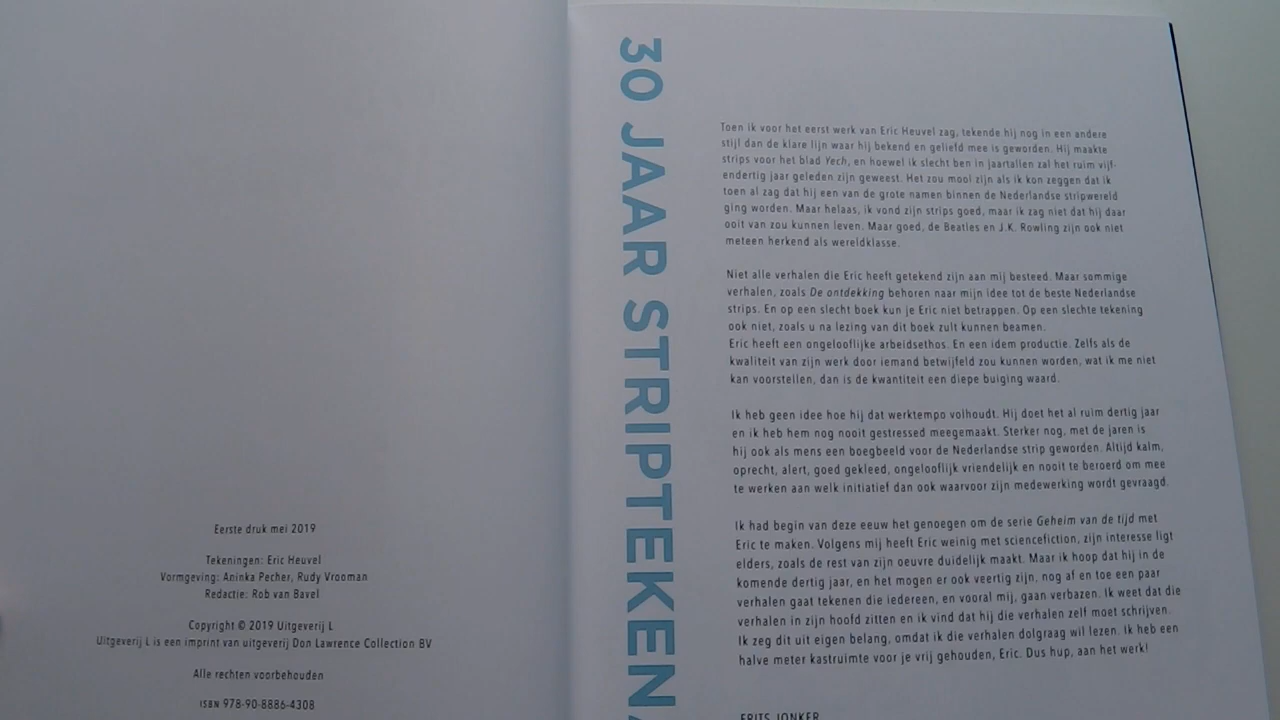 Eerste druk mei 2019
Tekeningen: Eric Heuvel
Vormgeving: Aninka Pecher, Rudy Vrooman
Redactie: Rob van Bavel
Copyright © 2019 Uitgeverij L
Uitgeverij L is een imprint van uitgeverij Don Lawrence Collection BV
Alle rechten voorbehouden
ISBN 978-90-8886-4308
30 JAAR STRIPTEKENA
Toen ik voor het eerst werk van Eric Heuvel zag, tekende hij nog in een andere
stijl dan de klare lijn waar hij bekend en geliefd mee is geworden. Hij maakte
strips voor het blad Yech, en hoewel ik slecht ben in jaartallen zal het ruim vijf-
endertig jaar geleden zijn geweest. Het zou mooi zijn als ik kon zeggen dat ik
toen al zag dat hij een van de grote namen binnen de Nederlandse stripwereld
ging worden. Maar helaas, ik vond zijn strips goed, maar ik zag niet dat hij daar
ooit van zou kunnen leven. Maar goed, de Beatles en J.K. Rowling zijn ook niet
meteen herkend als wereldklasse.
Niet alle verhalen die Eric heeft getekend zijn aan mij besteed. Maar sommige
verhalen, zoals De ontdekking behoren naar mijn idee tot de beste Nederlandse
strips. En op een slecht boek kun je Eric niet betrappen. Op een slechte tekening
ook niet, zoals u na lezing van dit boek zult kunnen beamen.
Eric heeft een ongelooflijke arbeidsethos. En een idem productie. Zelfs als de
kwaliteit van zijn werk door iemand betwijfeld zou kunnen worden, wat ik me niet
kan voorstellen, dan is de kwantiteit een diepe buiging waard.
Ik heb geen idee hoe hij dat werktempo volhoudt. Hij doet het al ruim dertig jaar
en ik heb hem nog nooit gestressed meegemaakt. Sterker nog, met de jaren is
hij ook als mens een boegbeeld voor de Nederlandse strip geworden. Altijd kalm,
oprecht, alert, goed gekleed, ongelooflijk vriendelijk en nooit te beroerd om mee
te werken aan welk initiatief dan ook waarvoor zijn medewerking wordt gevraagd.
Ik had begin van deze eeuw het genoegen om de serie Geheim van de tijd met
Eric te maken. Volgens mij heeft Eric weinig met sciencefiction, zijn interesse ligt
elders, zoals de rest van zijn oeuvre duidelijk maakt. Maar ik hoop dat hij in de
komende dertig jaar, en het mogen er ook veertig zijn, nog af en toe een paar
verhalen gaat tekenen die iedereen, en vooral mij, gaan verbazen. Ik weet dat die
verhalen in zijn hoofd zitten en ik vind dat hij die verhalen zelf moet schrijven.
Ik zeg dit uit eigen belang, omdat ik die verhalen dolgraag wil lezen. Ik heb een
halve meter kastruimte voor je vrij gehouden, Eric. Dus hup, aan het werk!
FRITS JONKER